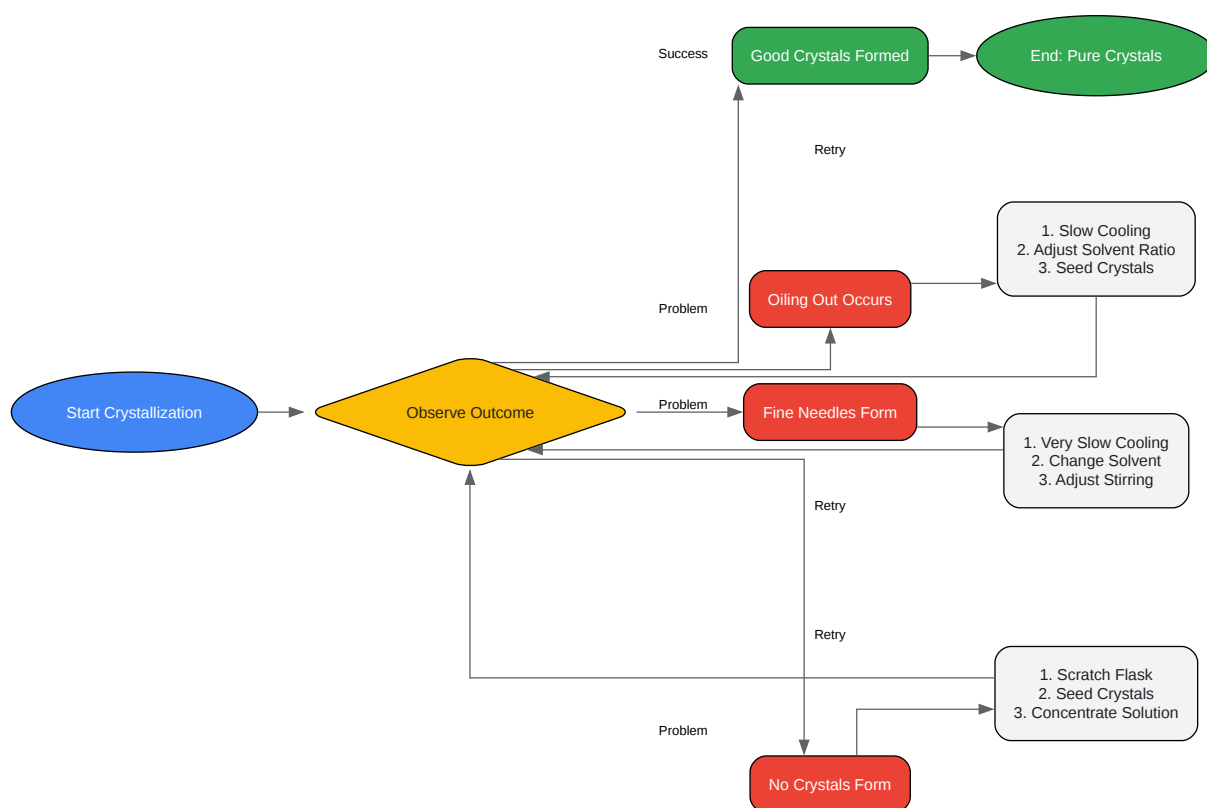 Success
Good Crystals Formed
End: Pure Crystals
Retry
1. Slow Cooling
2. Adjust Solvent Ratio
3. Seed Crystals
Oiling Out Occurs
Problem
Start Crystallization
Observe Outcome
Problem
Fine Needles Form
1. Very Slow Cooling
2. Change Solvent
3. Adjust Stirring
Retry
Retry
1. Scratch Flask
2. Seed Crystals
3. Concentrate Solution
Problem
No Crystals Form